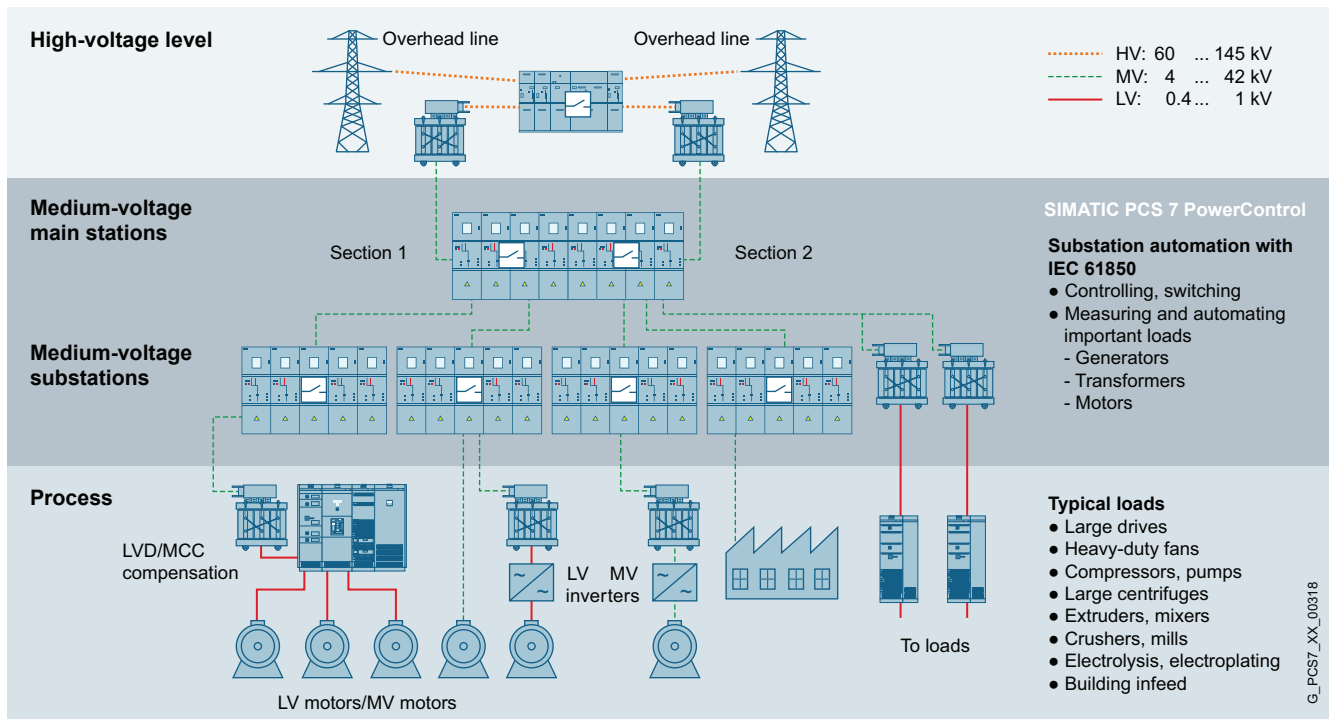 High-voltage level
Overhead line
Overhead line
HV: 60 ... 145 kV
MV: 4 ... 42 kV
LV: 0.4 ... 1 kV
Medium-voltage
main stations
Section 1
Section 2
SIMATIC PCS 7 PowerControl
Substation automation with
IEC 61850
● Controlling, switching
● Measuring and automating
important loads
- Generators
- Transformers
- Motors
Medium-voltage
substations
Process
LVD/MCC
compensation
LV MV
inverters
LV motors/MV motors
To loads
Typical loads
● Large drives
● Heavy-duty fans
● Compressors, pumps
● Large centrifuges
● Extruders, mixers
● Crushers, mills
● Electrolysis, electroplating
● Building infeed
G_PCS7_XX_00318